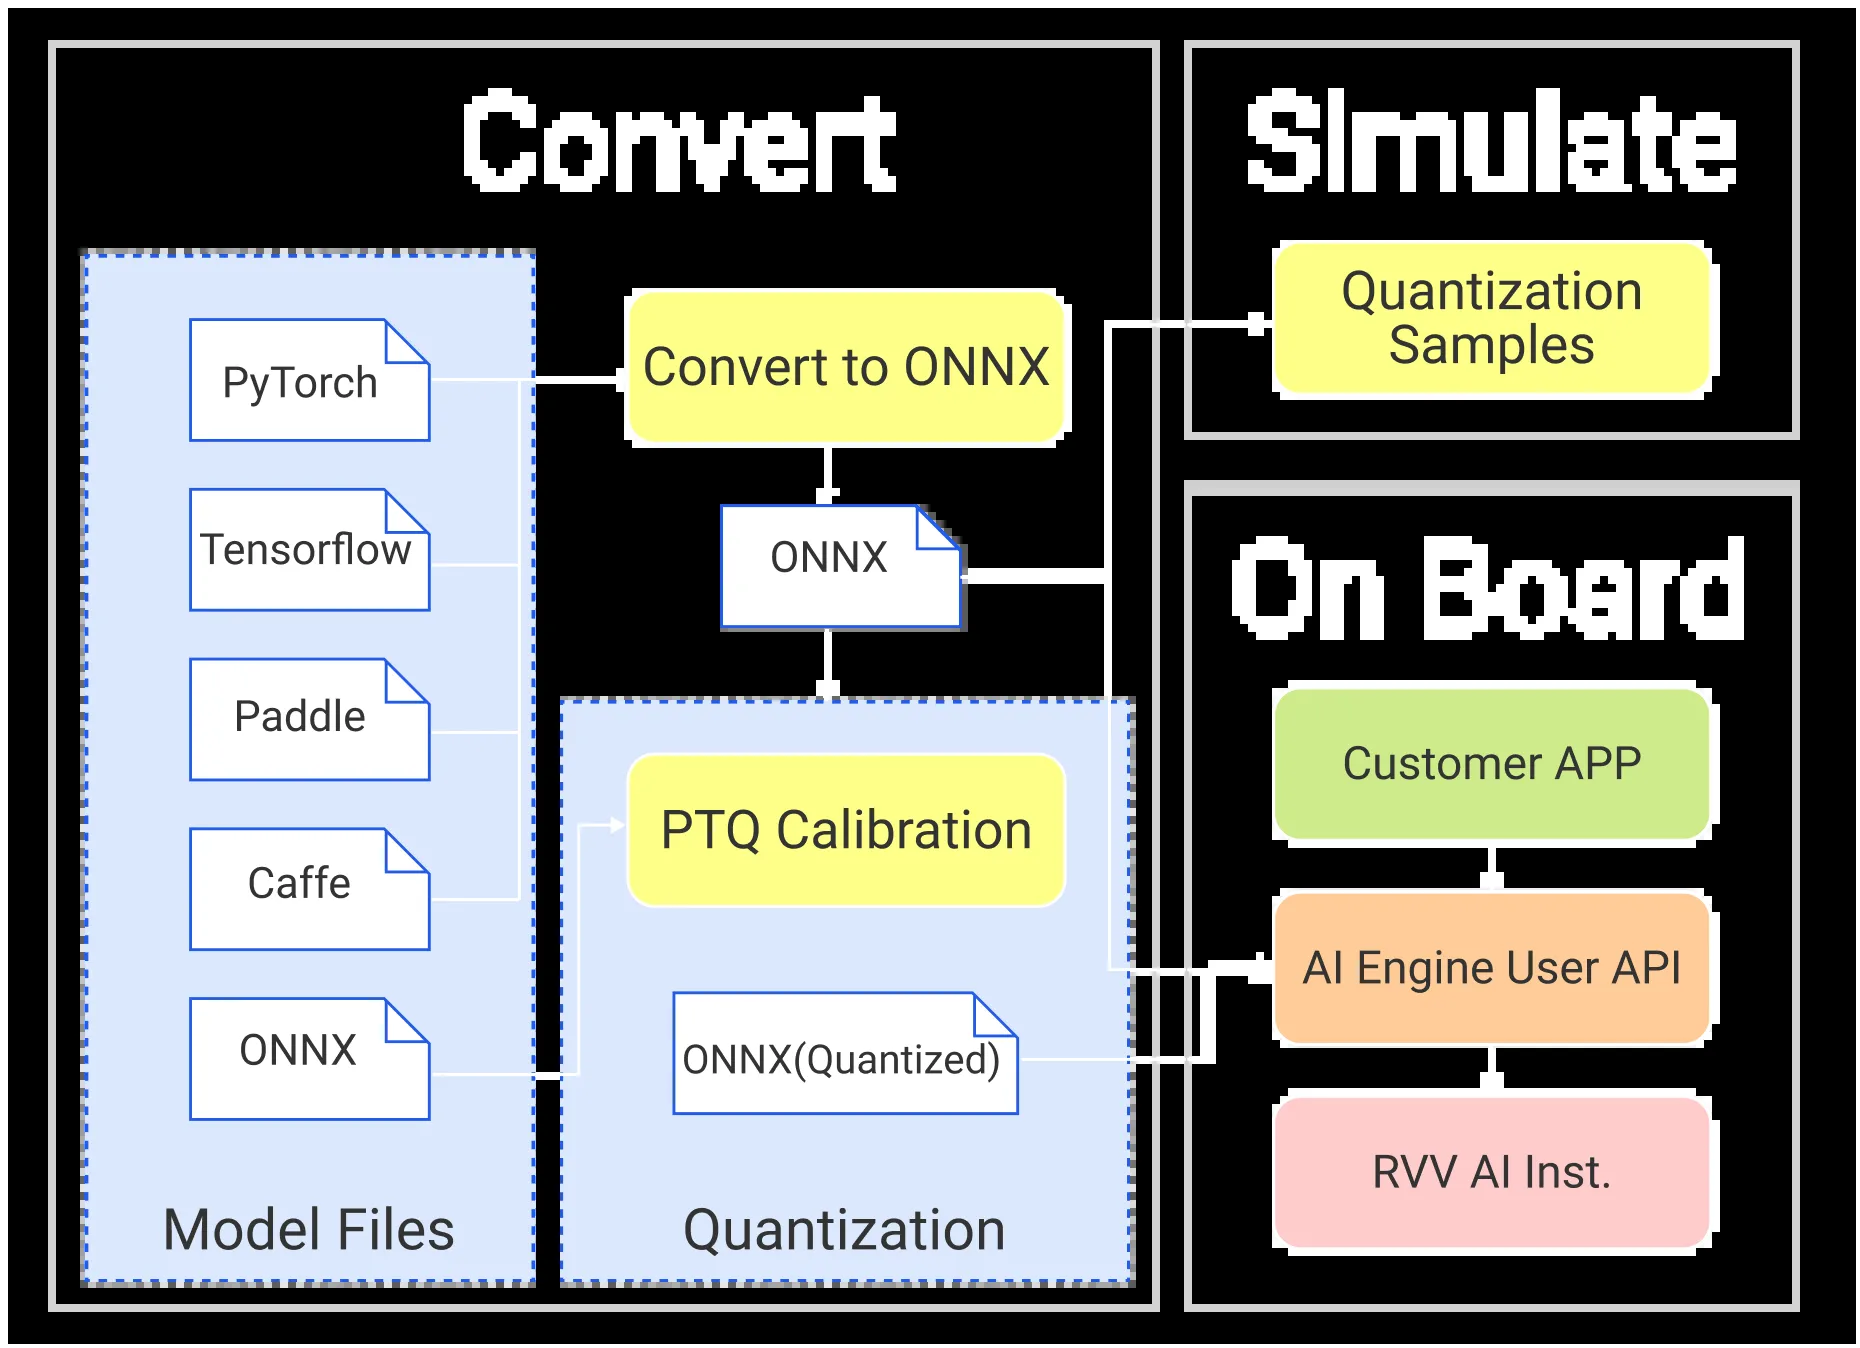 Convert
PyTorch
Tensorflow
Paddle
Caffe
ONNX
Model Files
Convert to ONNX
ONNX
PTQ Calibration
ONNX(Quantized)
Quantization
Simulate
Quantization
Samples
On Board
Customer APP
AI Engine User API
RVV AI Inst.